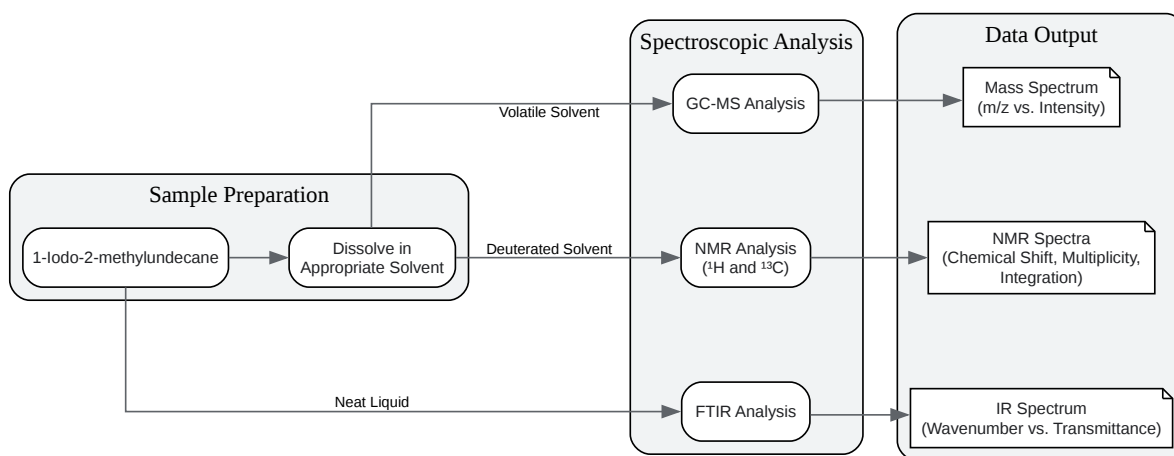 Spectroscopic Analysis
Data Output
GC-MS Analysis
Mass Spectrum
(m/z vs. Intensity)
Volatile Solvent
Sample Preparation
1-Iodo-2-methylundecane
Dissolve in
Appropriate Solvent
Deuterated Solvent
NMR Analysis
(¹H and ¹³C)
NMR Spectra
(Chemical Shift, Multiplicity,
Integration)
Neat Liquid
FTIR Analysis
IR Spectrum
(Wavenumber vs. Transmittance)